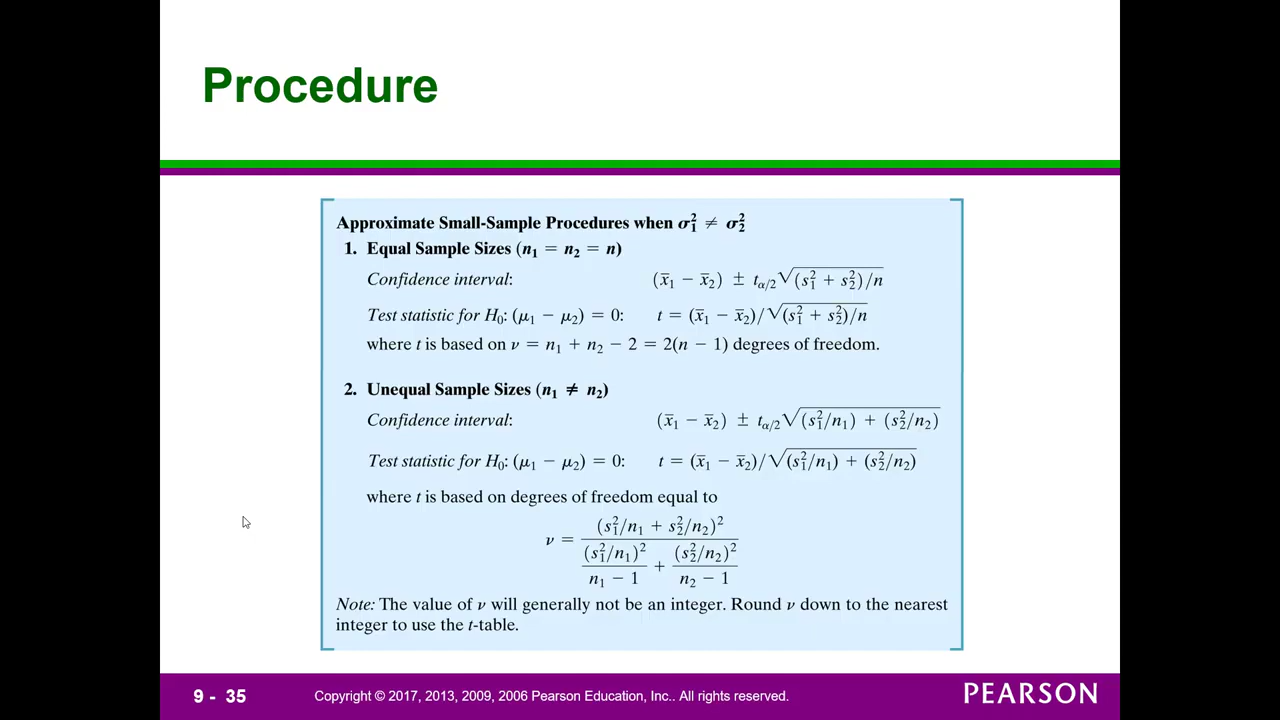 Procedure
Approximate Small-Sample Procedures when σ₁² ≠ σ₂²
1. Equal Sample Sizes (n₁ = n₂ = n)
Confidence interval: (x̄₁ − x̄₂) ± tα/2√(s₁² + s₂²)/n
Test statistic for H₀: (μ₁ − μ₂) = 0: t = (x̄₁ − x̄₂)/√(s₁² + s₂²)/n
where t is based on ν = n₁ + n₂ − 2 = 2(n − 1) degrees of freedom.
2. Unequal Sample Sizes (n₁ ≠ n₂)
Confidence interval: (x̄₁ − x̄₂) ± tα/2√(s₁²/n₁) + (s₂²/n₂)
Test statistic for H₀: (μ₁ − μ₂) = 0: t = (x̄₁ − x̄₂)/√(s₁²/n₁) + (s₂²/n₂)
where t is based on degrees of freedom equal to
(s₁²/n₁ + s₂²/n₂)²
ν =
(s₁²/n₁)² + (s₂²/n₂)²
n₁ − 1 n₂ − 1
Note: The value of ν will generally not be an integer. Round ν down to the nearest
integer to use the t-table.
9 - 35 Copyright © 2017, 2013, 2009, 2006 Pearson Education, Inc.. All rights reserved. PEARSON